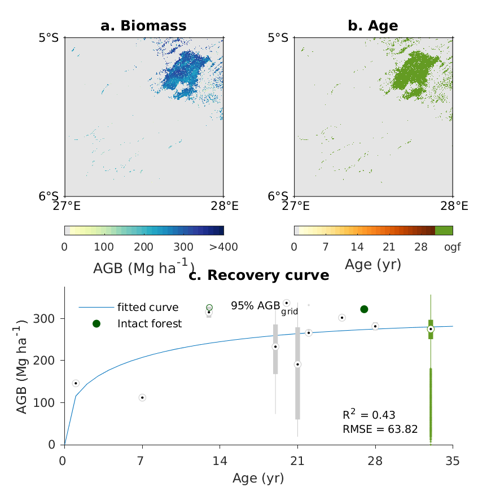 a. Biomass
b. Age
5°S
6°S
27°E
28°E
0 100 200 300 >400
AGB (Mg ha⁻¹)
5°S
6°S
27°E
28°E
0 7 14 21 28 ogf
Age (yr)
c. Recovery curve
fitted curve
Intact forest
95% AGB grid
AGB (Mg ha⁻¹)
300
200
100
0
R² = 0.43
RMSE = 63.82
0 7 14 21 28 35
Age (yr)